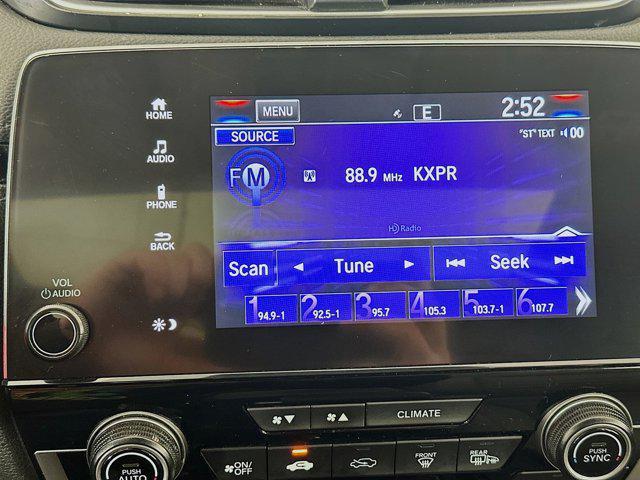 HOME
AUDIO
PHONE
BACK
VOL
AUDIO
MENU
E
2:52
SOURCE
"ST" TEXT 00
FM
88.9 MHz KXPR
HD Radio
Scan
Tune
Seek
1 94.9-1
2 92.5-1
3 95.7
4 105.3
5 103.7-1
6 107.7
CLIMATE
ON/
OFF
FRONT
REAR
PUSH
AUTO
PUSH
SYNC